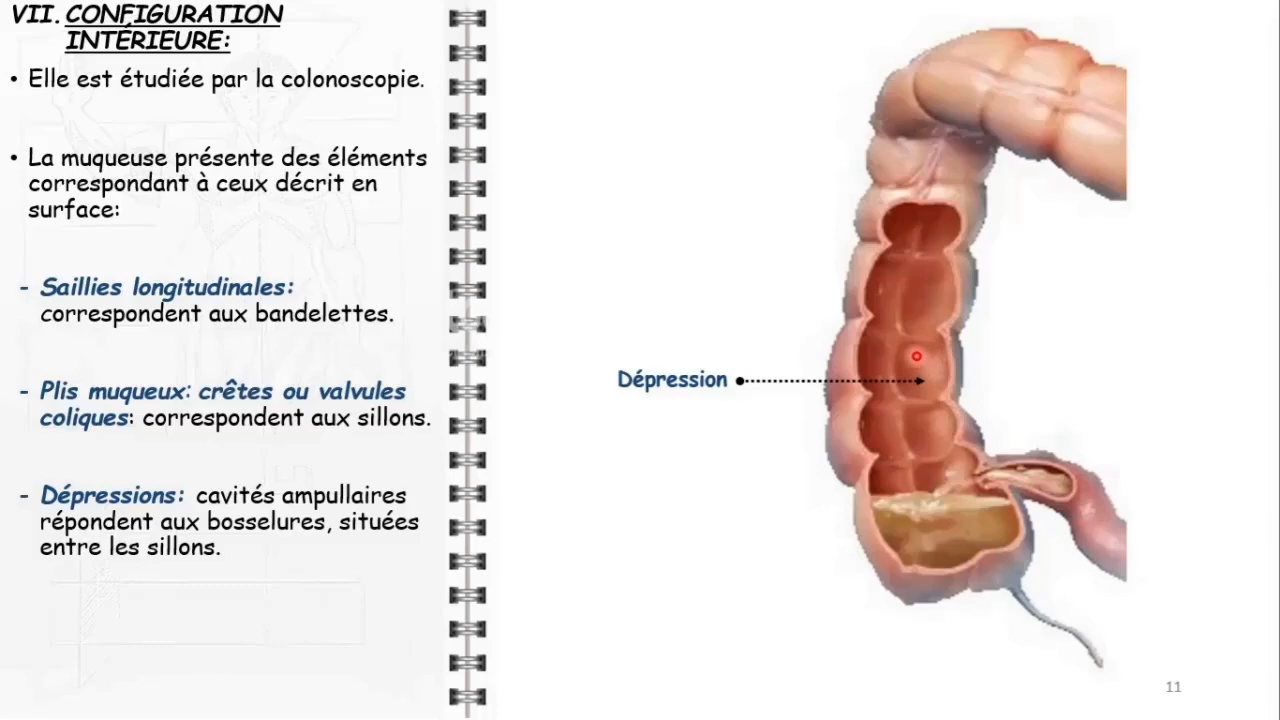 VII. CONFIGURATION
INTÉRIEURE:
• Elle est étudiée par la colonoscopie.
• La muqueuse présente des éléments
correspondant à ceux décrit en
surface:
- Saillies longitudinales:
correspondent aux bandelettes.
- Plis muqueux: crêtes ou valvules
coliques: correspondent aux sillons.
- Dépressions: cavités ampullaires
répondent aux bosselures, situées
entre les sillons.
Dépression
11